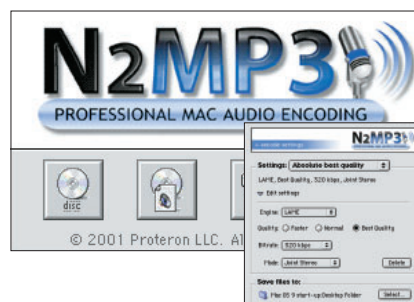 N2MP3
PROFESSIONAL MAC AUDIO ENCODING
disc
© 2001 Proteron LLC. Al
N2MP3
encoder settings
Settings: Absolute best quality
LAME, Best Quality, 320 kbps, Joint Stereo
Edit settings
Engine: LAME
Quality: Faster Normal Best Quality
Bitrate: 320 kbps
Mode: Joint Stereo Delete
Save files to:
Mac OS 9 start-up:Desktop Folder Select...